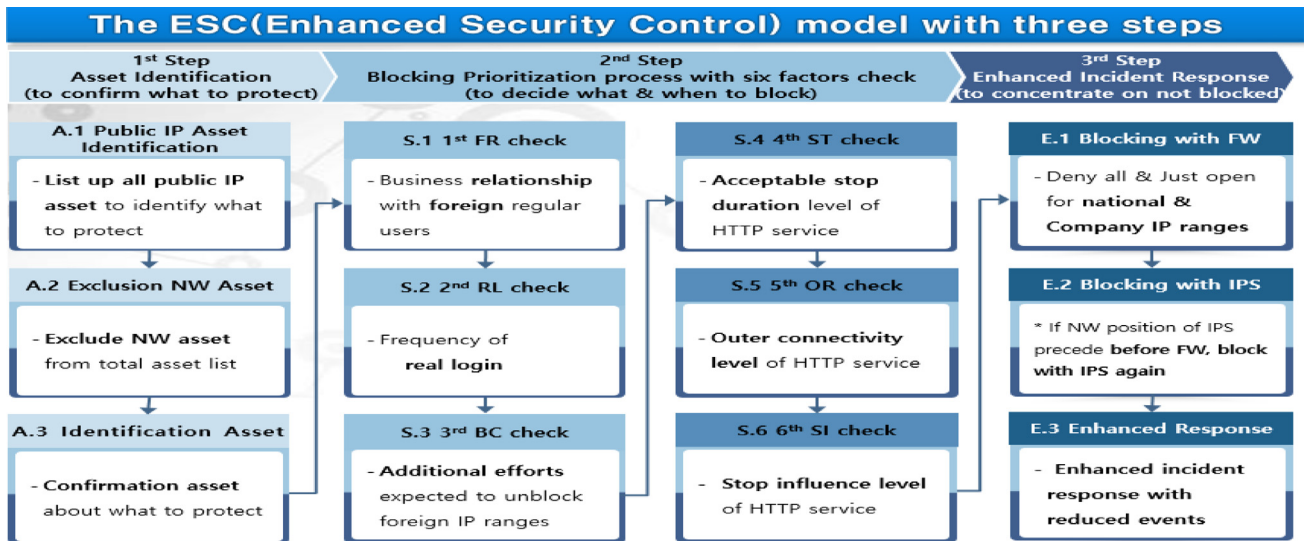 The ESC(Enhanced Security Control) model with three steps
1st Step
Asset Identification
(to confirm what to protect)
2nd Step
Blocking Prioritization process with six factors check
(to decide what & when to block)
3rd Step
Enhanced Incident Response
(to concentrate on not blocked)
A.1 Public IP Asset
Identification
- List up all public IP
asset to identify what
to protect
A.2 Exclusion NW Asset
- Exclude NW asset
from total asset list
A.3 Identification Asset
- Confirmation asset
about what to protect
S.1 1st FR check
- Business relationship
with foreign regular
users
S.2 2nd RL check
- Frequency of
real login
S.3 3rd BC check
- Additional efforts
expected to unblock
foreign IP ranges
S.4 4th ST check
- Acceptable stop
duration level of
HTTP service
S.5 5th OR check
- Outer connectivity
level of HTTP service
S.6 6th SI check
- Stop influence level
of HTTP service
E.1 Blocking with FW
- Deny all & Just open
for national &
Company IP ranges
E.2 Blocking with IPS
* If NW position of IPS
precede before FW, block
with IPS again
E.3 Enhanced Response
- Enhanced incident
response with
reduced events